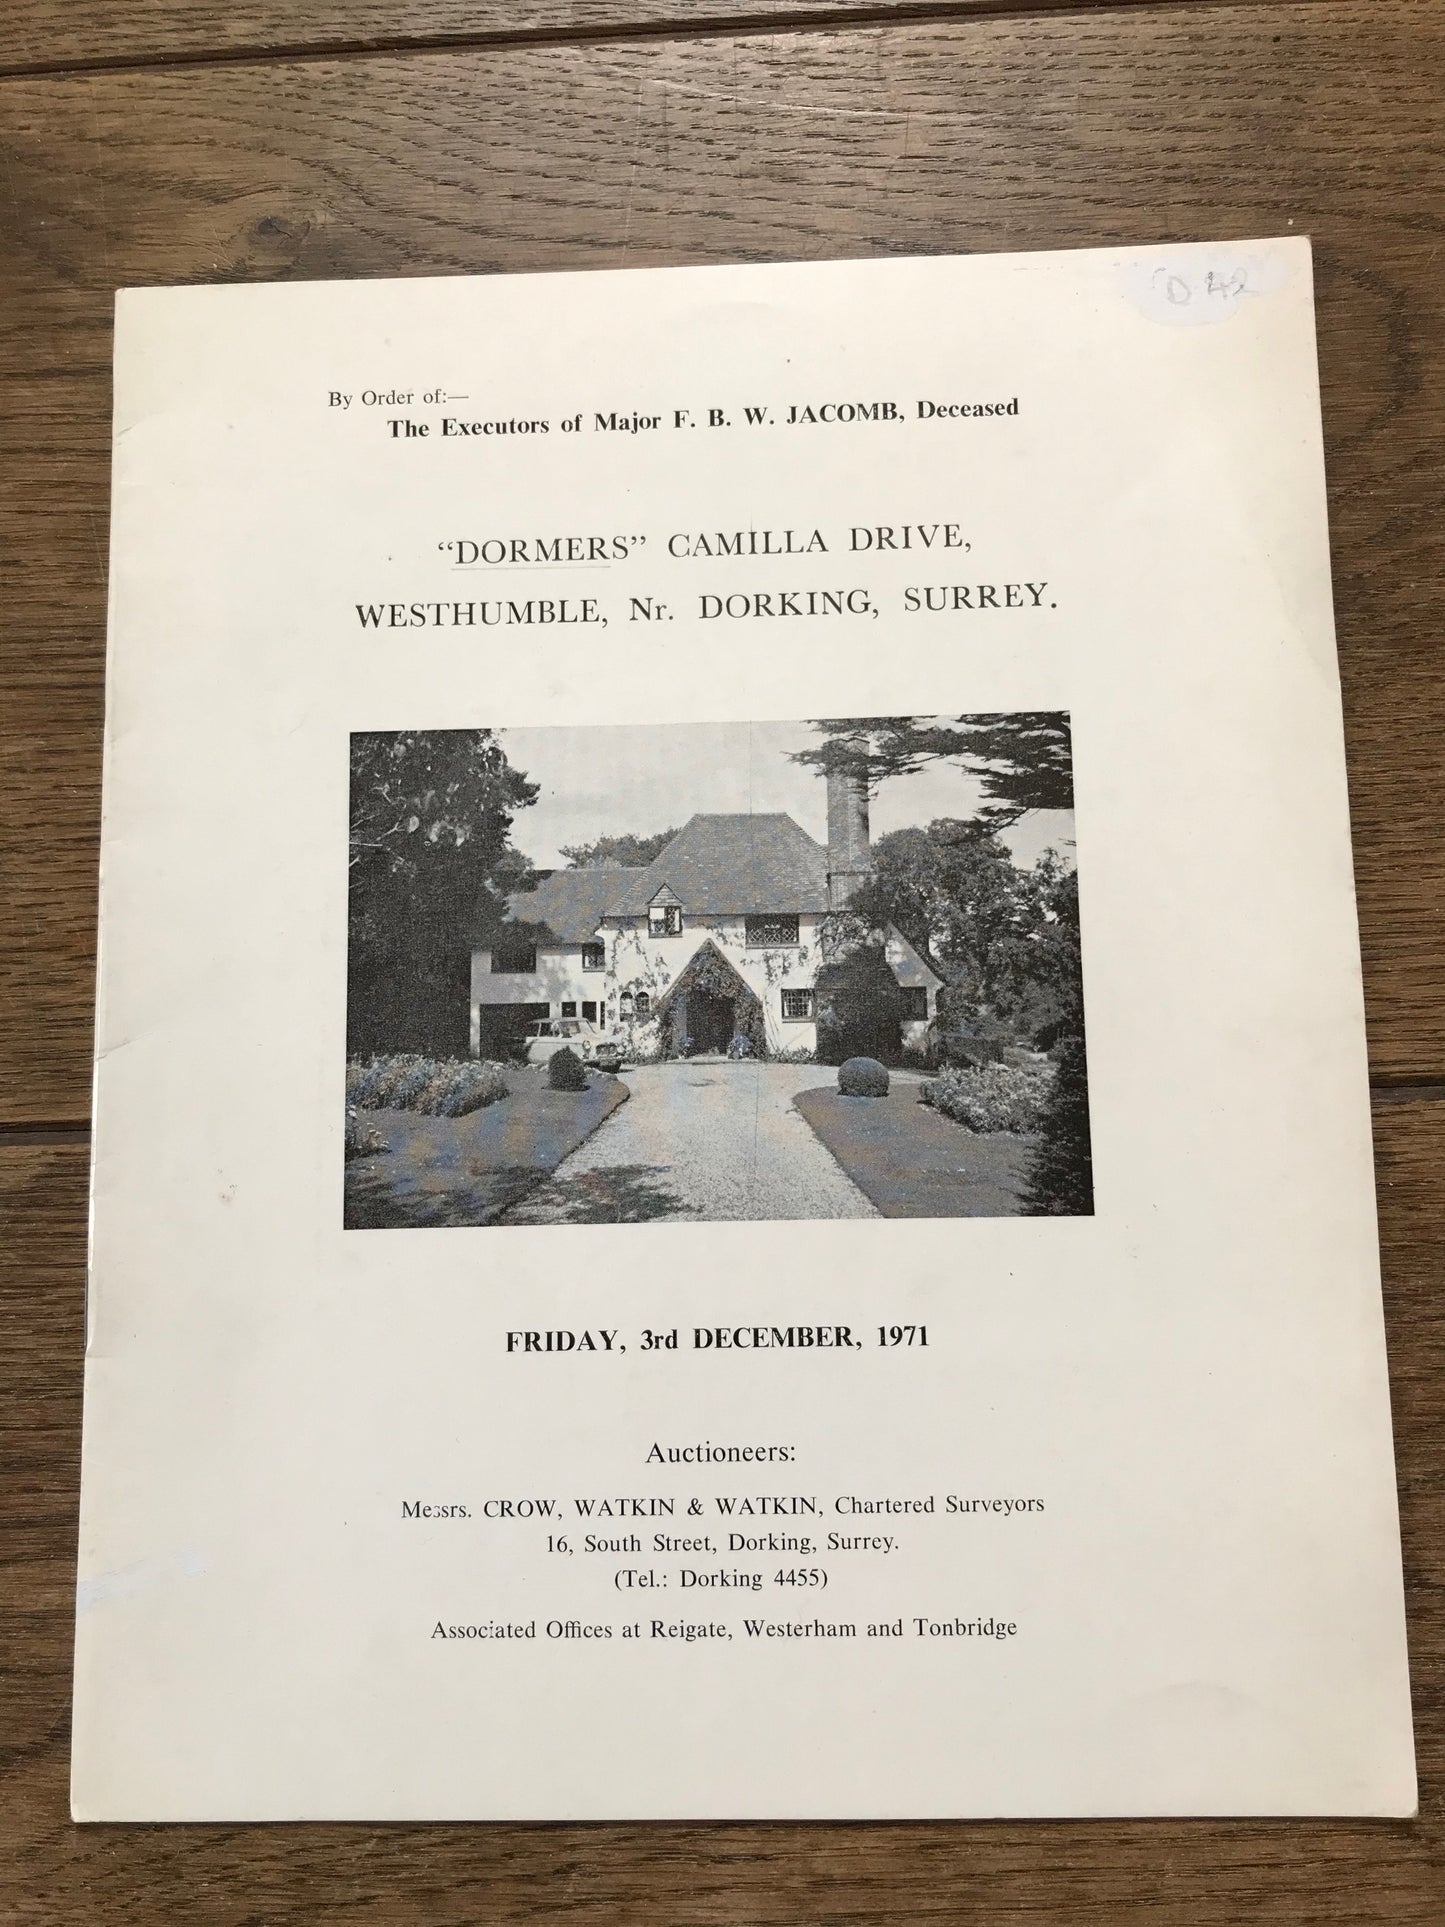 D 42
By Order of:—
The Executors of Major F. B. W. JACOMB, Deceased
“DORMERS” CAMILLA DRIVE,
WESTHUMBLE, Nr. DORKING, SURREY.
FRIDAY, 3rd DECEMBER, 1971
Auctioneers:
Messrs. CROW, WATKIN & WATKIN, Chartered Surveyors
16, South Street, Dorking, Surrey.
(Tel.: Dorking 4455)
Associated Offices at Reigate, Westerham and Tonbridge